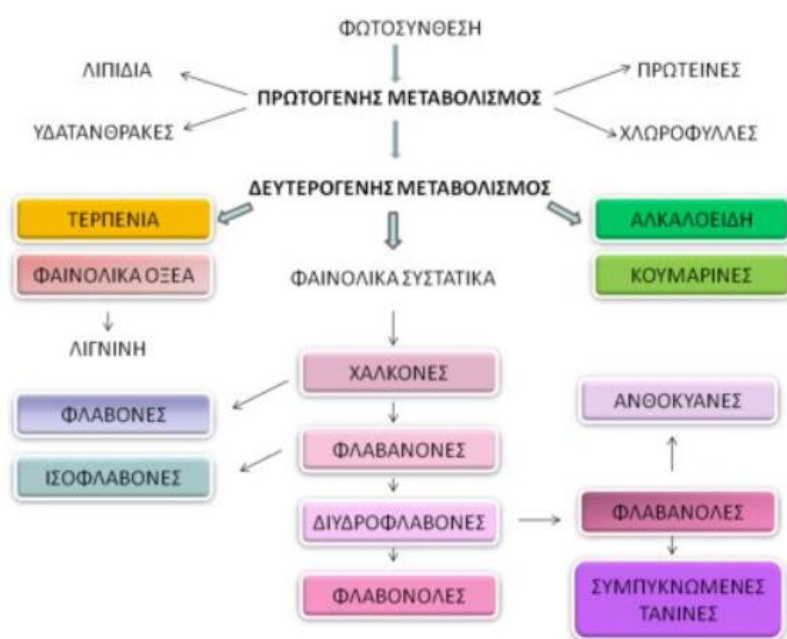 ΦΩΤΟΣΥΝΘΕΣΗ
ΛΙΠΙΔΙΑ
ΠΡΩΤΕΙΝΕΣ
ΠΡΩΤΟΓΕΝΗΣ ΜΕΤΑΒΟΛΙΣΜΟΣ
ΥΔΑΤΑΝΘΡΑΚΕΣ
ΧΛΩΡΟΦΥΛΛΕΣ
ΔΕΥΤΕΡΟΓΕΝΗΣ ΜΕΤΑΒΟΛΙΣΜΟΣ
ΤΕΡΠΕΝΙΑ
ΑΛΚΑΛΟΕΙΔΗ
ΦΑΙΝΟΛΙΚΑ ΟΞΕΑ
ΦΑΙΝΟΛΙΚΑ ΣΥΣΤΑΤΙΚΑ
ΚΟΥΜΑΡΙΝΕΣ
ΛΙΓΝΙΝΗ
ΧΑΛΚΟΝΕΣ
ΦΛΑΒΟΝΕΣ
ΑΝΘΟΚΥΑΝΕΣ
ΦΛΑΒΑΝΟΝΕΣ
ΙΣΟΦΛΑΒΟΝΕΣ
ΔΙΥΔΡΟΦΛΑΒΟΝΕΣ
ΦΛΑΒΑΝΟΛΕΣ
ΦΛΑΒΟΝΟΛΕΣ
ΣΥΜΠΥΚΝΩΜΕΝΕΣ
ΤΑΝΙΝΕΣ